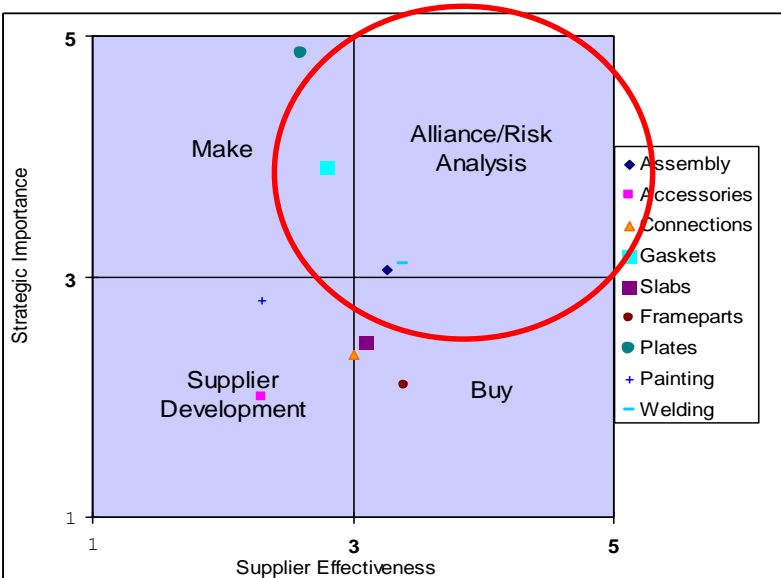 5
Make
Alliance/Risk
Analysis
Strategic Importance
3
Supplier
Development
Buy
1
1
3
5
Supplier Effectiveness
Assembly
Accessories
Connections
Gaskets
Slabs
Frameparts
Plates
Painting
Welding